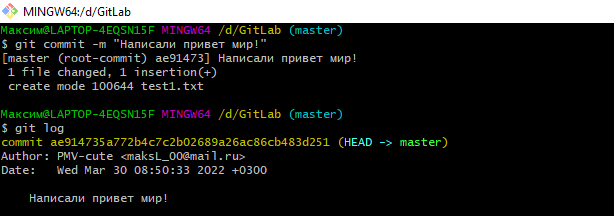 MINGW64:/d/GitLab
Максим@LAPTOP-4EQSN15F MINGW64 /d/GitLab (master)
$ git commit -m "Написали привет мир!"
[master (root-commit) ae91473] Написали привет мир!
1 file changed, 1 insertion(+)
create mode 100644 test1.txt
Максим@LAPTOP-4EQSN15F MINGW64 /d/GitLab (master)
$ git log
commit ae914735a772b4c7c2b02689a26ac86cb483d251 (HEAD -> master)
Author: PMV-cute <maksL_00@mail.ru>
Date:   Wed Mar 30 08:50:33 2022 +0300
Написали привет мир!